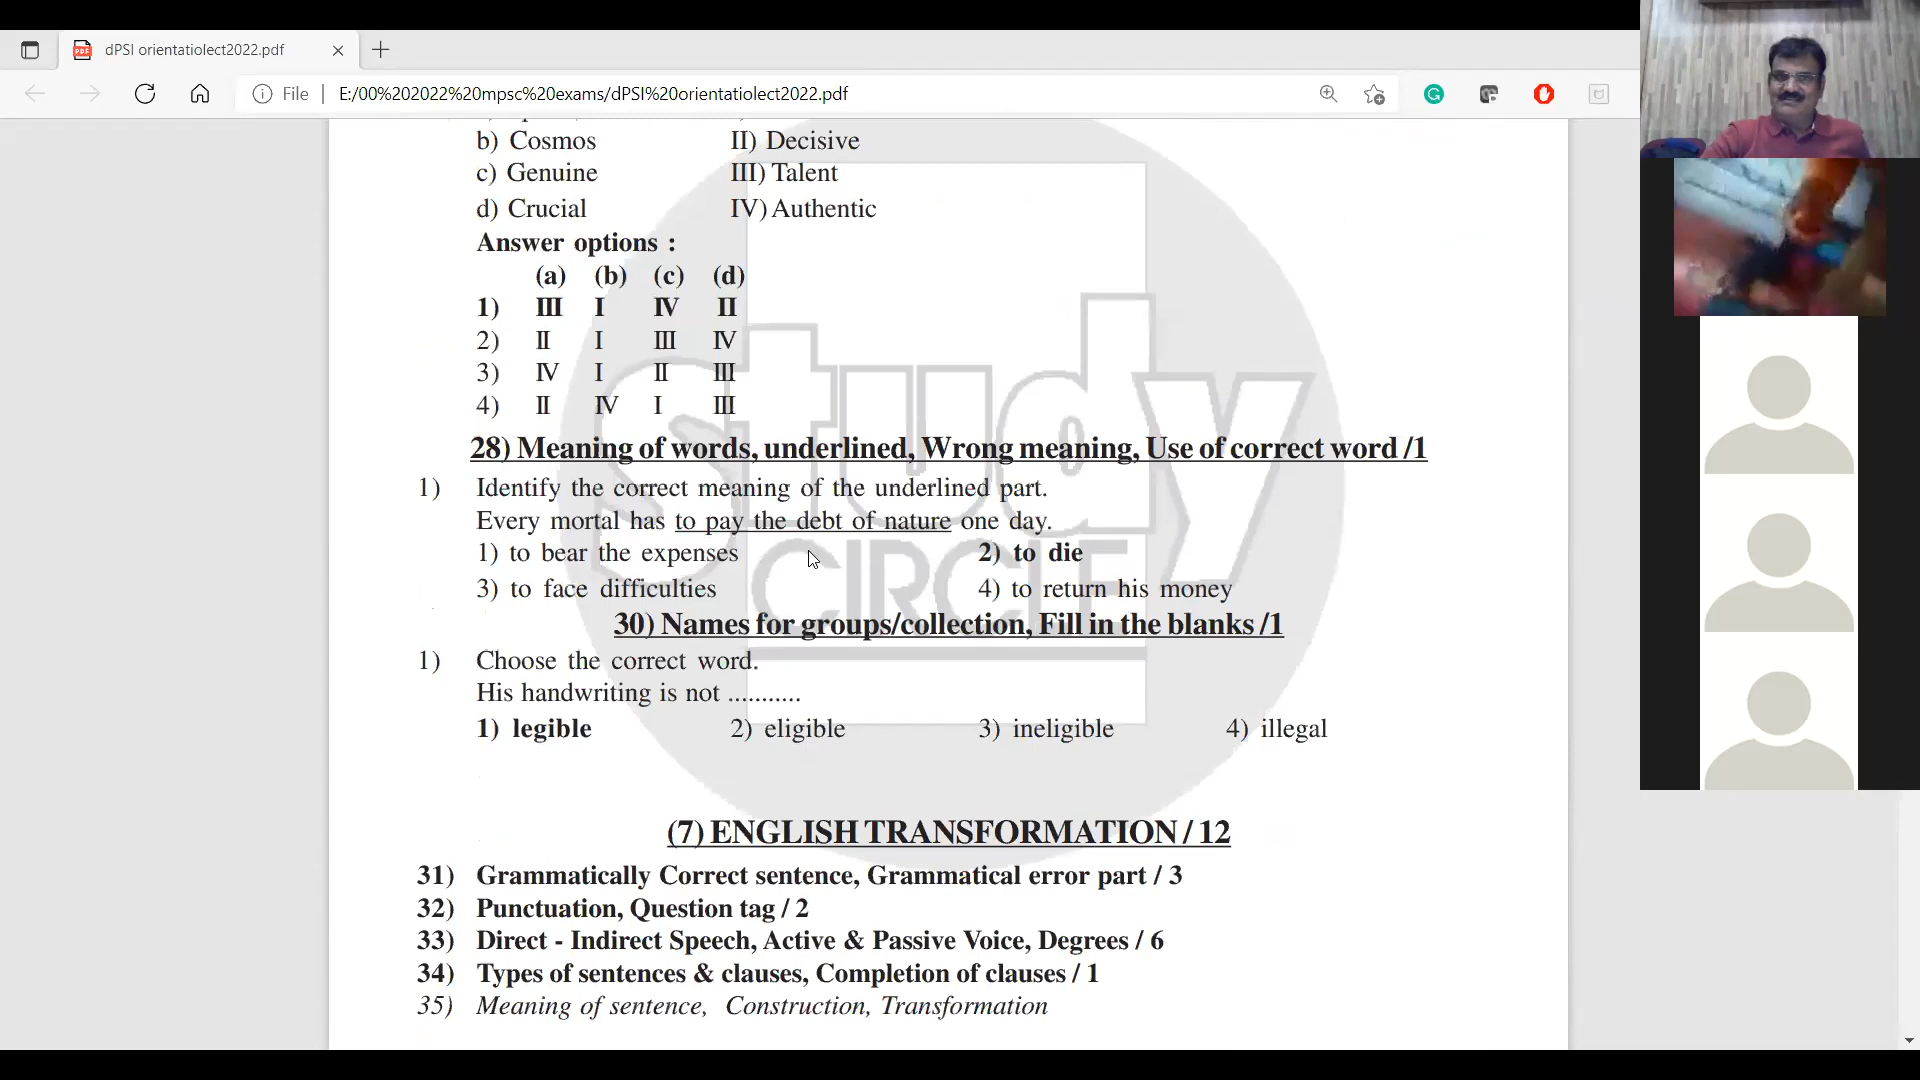 dPSI orientatiolect2022.pdf
File | E:/00%202022%20mpsc%20exams/dPSI%20orientatiolect2022.pdf
b) Cosmos II) Decisive
c) Genuine III) Talent
d) Crucial IV) Authentic
Answer options :
(a) (b) (c) (d)
1) III I IV II
2) II I III IV
3) IV I II III
4) II IV I III
28) Meaning of words, underlined, Wrong meaning, Use of correct word /1
1) Identify the correct meaning of the underlined part.
Every mortal has to pay the debt of nature one day.
1) to bear the expenses 2) to die
3) to face difficulties 4) to return his money
30) Names for groups/collection, Fill in the blanks /1
1) Choose the correct word.
His handwriting is not ...........
1) legible 2) eligible 3) ineligible 4) illegal
(7) ENGLISH TRANSFORMATION / 12
31) Grammatically Correct sentence, Grammatical error part / 3
32) Punctuation, Question tag / 2
33) Direct - Indirect Speech, Active & Passive Voice, Degrees / 6
34) Types of sentences & clauses, Completion of clauses / 1
35) Meaning of sentence, Construction, Transformation
study
CIRCLE